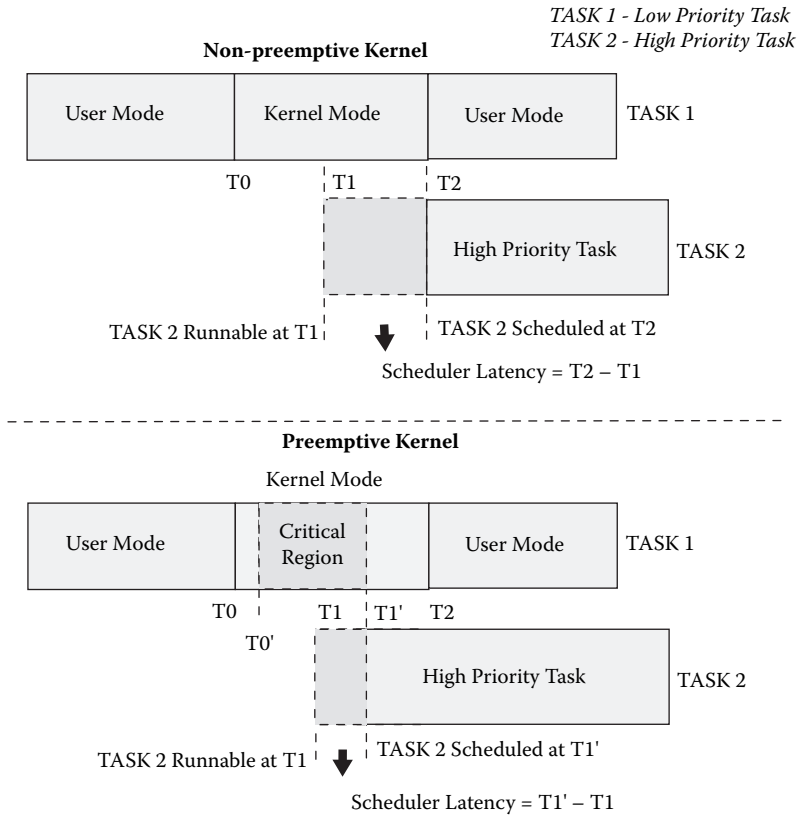 TASK 1 - Low Priority Task
TASK 2 - High Priority Task
Non-preemptive Kernel
User Mode
Kernel Mode
User Mode
TASK 1
T0
T1
T2
High Priority Task
TASK 2
TASK 2 Runnable at T1
TASK 2 Scheduled at T2
Scheduler Latency = T2 – T1
Preemptive Kernel
Kernel Mode
User Mode
Critical
Region
User Mode
TASK 1
T0
T1
T1'
T2
T0'
High Priority Task
TASK 2
TASK 2 Runnable at T1
TASK 2 Scheduled at T1'
Scheduler Latency = T1' – T1